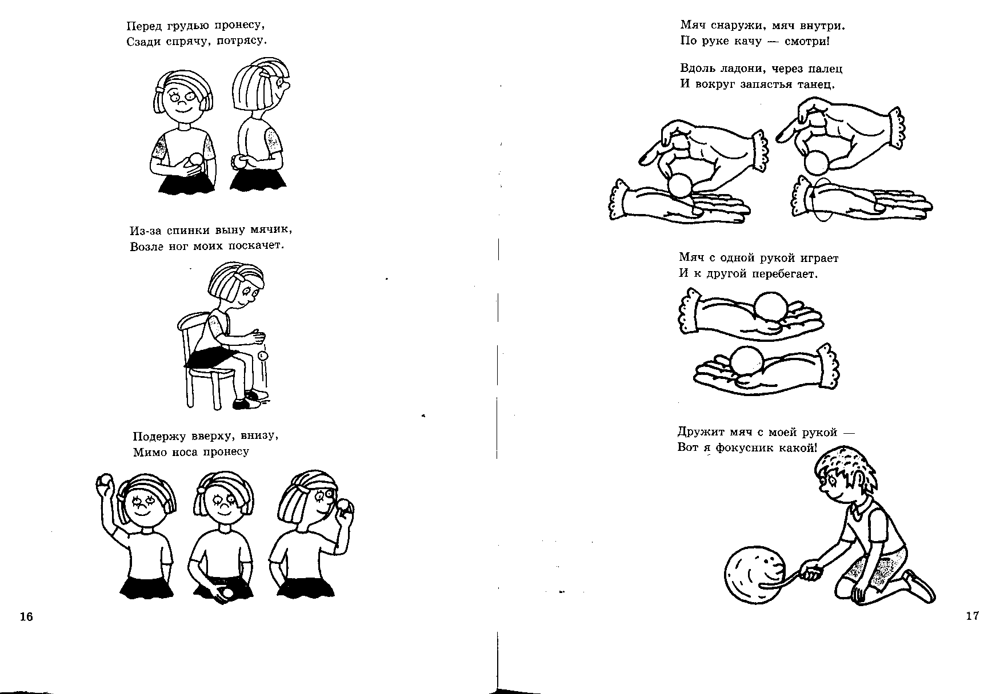 Перед грудью пронесу,
Сзади спрячу, потрясу.
Из-за спинки выну мячик,
Возле ног моих поскачет.
Подержу вверху, внизу,
Мимо носа пронесу
16
Мяч снаружи, мяч внутри.
По руке качу — смотри!
Вдоль ладони, через палец
И вокруг запястья танец.
Мяч с одной рукой играет
И к другой перебегает.
Дружит мяч с моей рукой —
Вот я фокусник какой!
17